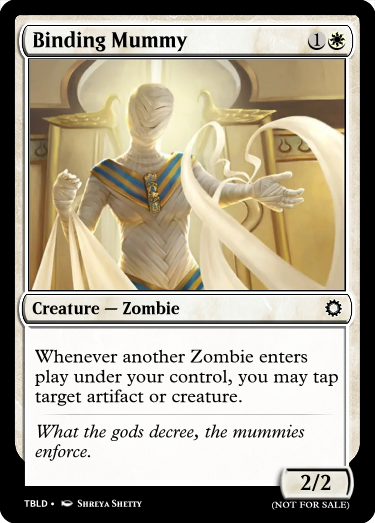 Binding Mummy 1
Creature — Zombie
Whenever another Zombie enters
play under your control, you may tap
target artifact or creature.
What the gods decree, the mummies
enforce.
2/2
TBLD • Shreya Shetty (NOT FOR SALE)